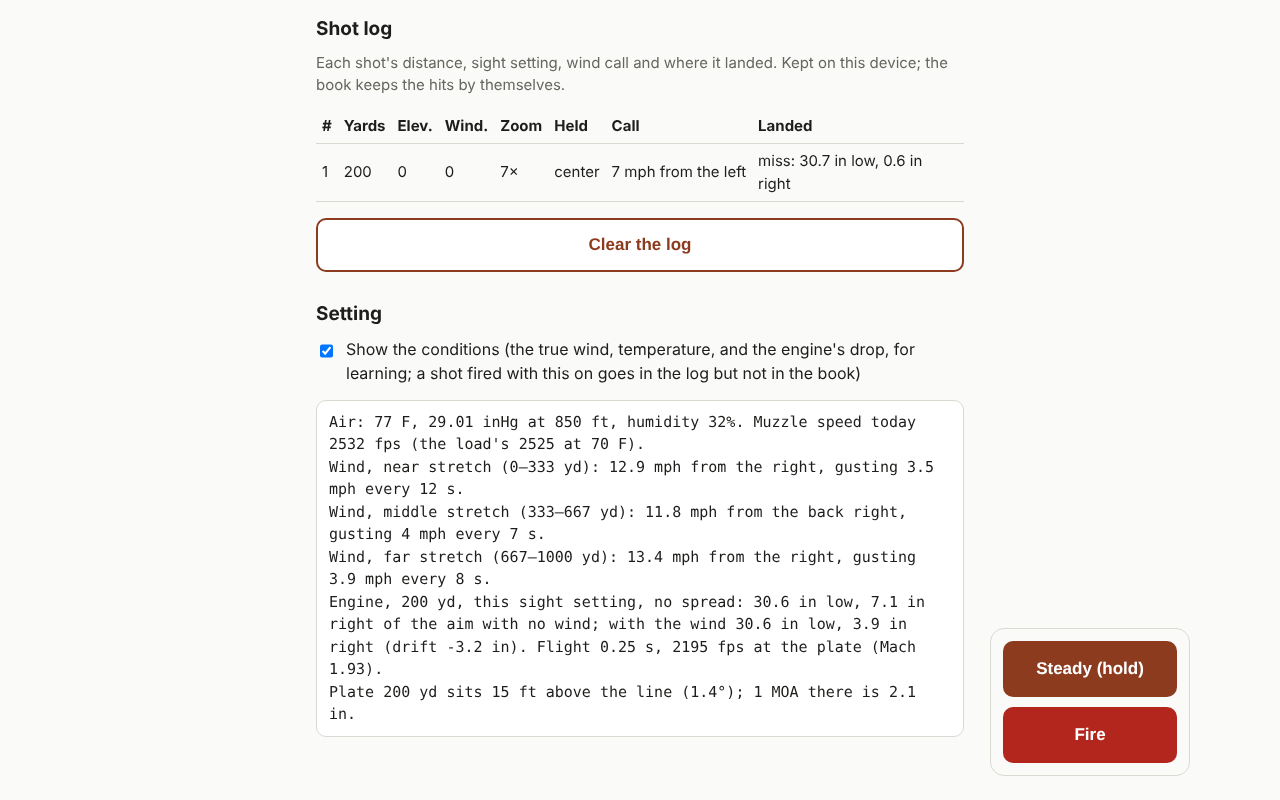 Shot log
Each shot's distance, sight setting, wind call and where it landed. Kept on this device; the
book keeps the hits by themselves.
# Yards Elev. Wind. Zoom Held Call Landed
1 200 0 0 7× center 7 mph from the left miss: 30.7 in low, 0.6 in
right
Clear the log
Setting
Show the conditions (the true wind, temperature, and the engine's drop, for
learning; a shot fired with this on goes in the log but not in the book)
Air: 77 F, 29.01 inHg at 850 ft, humidity 32%. Muzzle speed today
2532 fps (the load's 2525 at 70 F).
Wind, near stretch (0–333 yd): 12.9 mph from the right, gusting 3.5
mph every 12 s.
Wind, middle stretch (333–667 yd): 11.8 mph from the back right,
gusting 4 mph every 7 s.
Wind, far stretch (667–1000 yd): 13.4 mph from the right, gusting
3.9 mph every 8 s.
Engine, 200 yd, this sight setting, no spread: 30.6 in low, 7.1 in
right of the aim with no wind; with the wind 30.6 in low, 3.9 in
right (drift -3.2 in). Flight 0.25 s, 2195 fps at the plate (Mach
1.93).
Plate 200 yd sits 15 ft above the line (1.4°); 1 MOA there is 2.1
in.
Steady (hold)
Fire